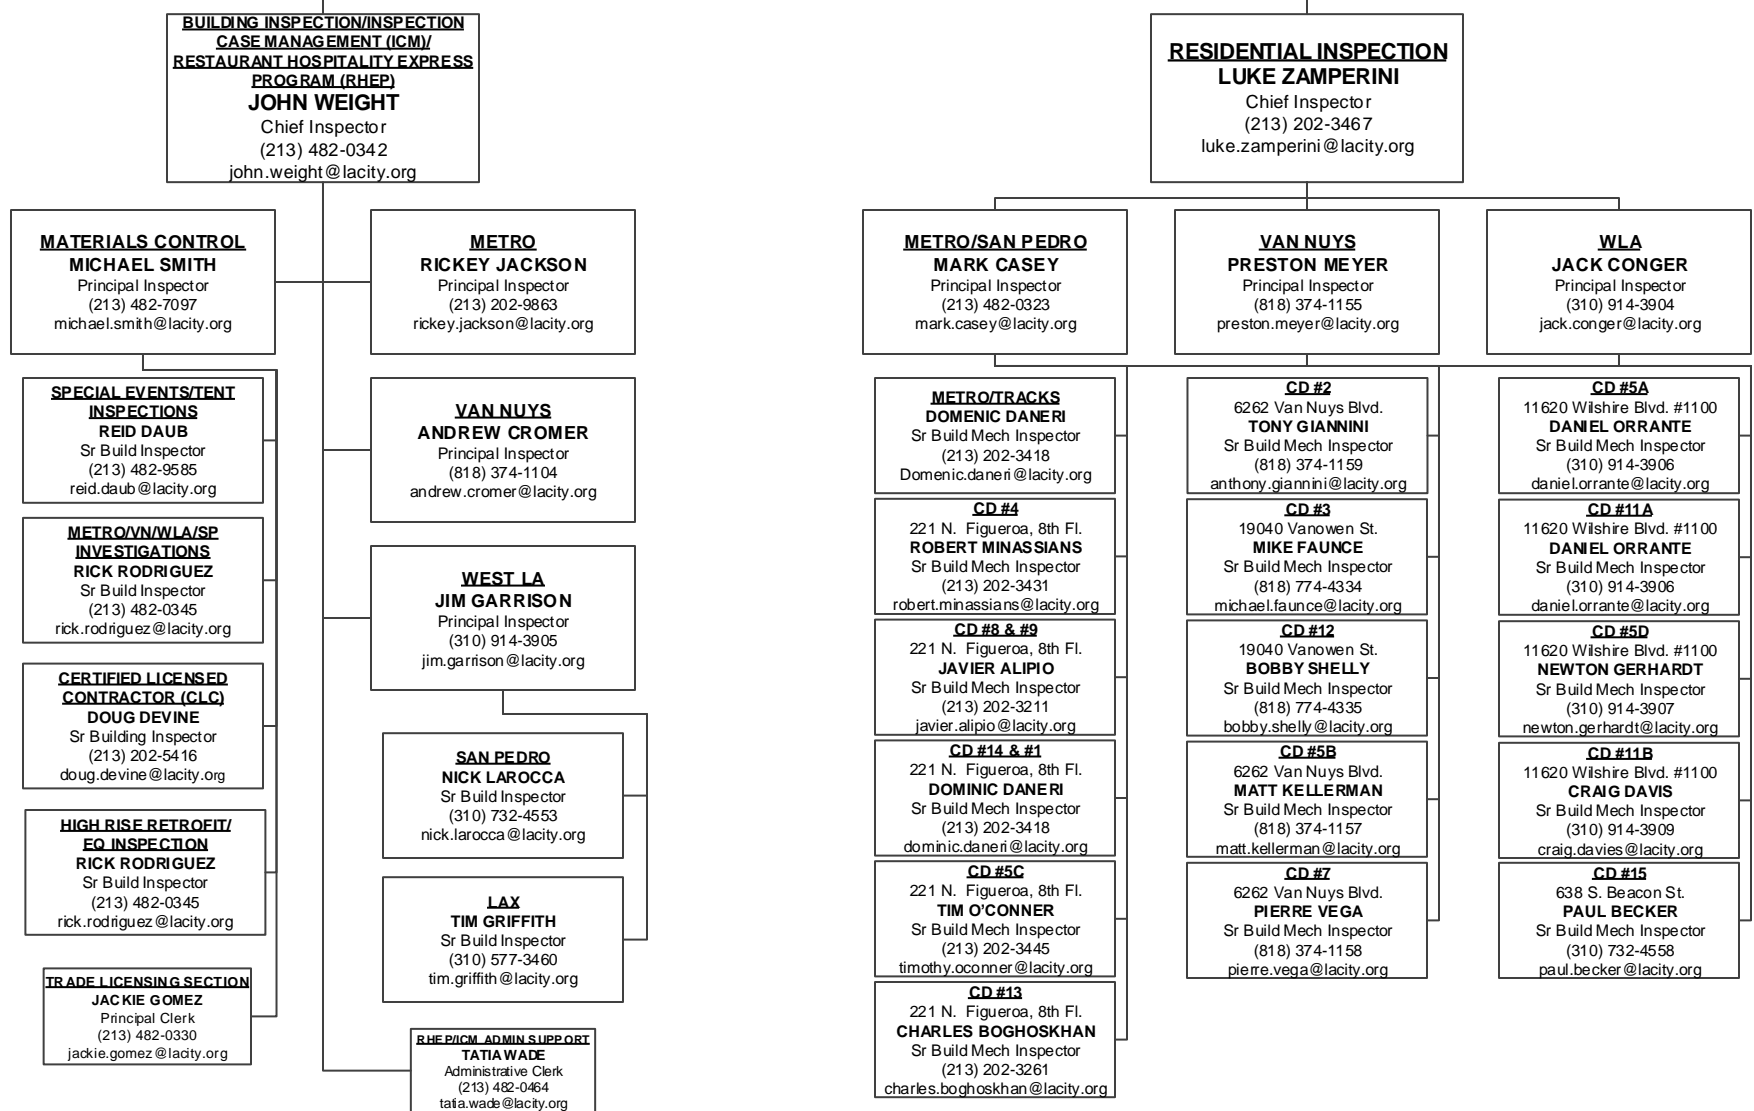 BUILDING INSPECTION/INSPECTION
CASE MANAGEMENT (ICM)/
RESTAURANT HOSPITALITY EXPRESS
PROGRAM (RHEP)
JOHN WEIGHT
Chief Inspector
(213) 482-0342
john.weight@lacity.org
MATERIALS CONTROL
MICHAEL SMITH
Principal Inspector
(213) 482-7097
michael.smith@lacity.org
SPECIAL EVENTS/TENT
INSPECTIONS
REID DAUB
Sr Build Inspector
(213) 482-9585
reid.daub@lacity.org
METRO/VN/WLA/SP
INVESTIGATIONS
RICK RODRIGUEZ
Sr Build Inspector
(213) 482-0345
rick.rodriguez@lacity.org
CERTIFIED LICENSED
CONTRACTOR (CLC)
DOUG DEVINE
Sr Building Inspector
(213) 202-5416
doug.devine@lacity.org
HIGH RISE RETROFIT/
EQ INSPECTION
RICK RODRIGUEZ
Sr Build Inspector
(213) 482-0345
rick.rodriguez@lacity.org
TRADE LICENSING SECTION
JACKIE GOMEZ
Principal Clerk
(213) 482-0330
jackie.gomez@lacity.org
METRO
RICKEY JACKSON
Principal Inspector
(213) 202-9863
rickey.jackson@lacity.org
VAN NUYS
ANDREW CROMER
Principal Inspector
(818) 374-1104
andrew.cromer@lacity.org
WEST LA
JIM GARRISON
Principal Inspector
(310) 914-3905
jim.garrison@lacity.org
SAN PEDRO
NICK LAROCCA
Sr Build Inspector
(310) 732-4553
nick.larocca@lacity.org
LAX
TIM GRIFFITH
Sr Build Inspector
(310) 577-3460
tim.griffith@lacity.org
RHEP/ICM ADMIN SUPPORT
TATIA WADE
Administrative Clerk
(213) 482-0464
tatia.wade@lacity.org
RESIDENTIAL INSPECTION
LUKE ZAMPERINI
Chief Inspector
(213) 202-3467
luke.zamperini@lacity.org
METRO/SAN PEDRO
MARK CASEY
Principal Inspector
(213) 482-0323
mark.casey@lacity.org
METRO/TRACKS
DOMENIC DANERI
Sr Build Mech Inspector
(213) 202-3418
Domenic.daneri@lacity.org
CD #4
221 N. Figueroa, 8th Fl.
ROBERT MINASSIANS
Sr Build Mech Inspector
(213) 202-3431
robert.minassians@lacity.org
CD #8 & #9
221 N. Figueroa, 8th Fl.
JAVIER ALIPIO
Sr Build Mech Inspector
(213) 202-3211
javier.alipio@lacity.org
CD #14 & #1
221 N. Figueroa, 8th Fl.
DOMINIC DANERI
Sr Build Mech Inspector
(213) 202-3418
dominic.daneri@lacity.org
CD #5C
221 N. Figueroa, 8th Fl.
TIM O'CONNER
Sr Build Mech Inspector
(213) 202-3445
timothy.oconner@lacity.org
CD #13
221 N. Figueroa, 8th Fl.
CHARLES BOGHOSKHAN
Sr Build Mech Inspector
(213) 202-3261
charles.boghoskhan@lacity.org
VAN NUYS
PRESTON MEYER
Principal Inspector
(818) 374-1155
preston.meyer@lacity.org
CD #2
6262 Van Nuys Blvd.
TONY GIANNINI
Sr Build Mech Inspector
(818) 374-1159
anthony.giannini@lacity.org
CD #3
19040 Vanowen St.
MIKE FAUNCE
Sr Build Mech Inspector
(818) 774-4334
michael.faunce@lacity.org
CD #12
19040 Vanowen St.
BOBBY SHELLY
Sr Build Mech Inspector
(818) 774-4335
bobby.shelly@lacity.org
CD #5B
6262 Van Nuys Blvd.
MATT KELLERMAN
Sr Build Mech Inspector
(818) 374-1157
matt.kellerman@lacity.org
CD #7
6262 Van Nuys Blvd.
PIERRE VEGA
Sr Build Mech Inspector
(818) 374-1158
pierre.vega@lacity.org
WLA
JACK CONGER
Principal Inspector
(310) 914-3904
jack.conger@lacity.org
CD #5A
11620 Wilshire Blvd. #1100
DANIEL ORRANTE
Sr Build Mech Inspector
(310) 914-3906
daniel.orrante@lacity.org
CD #11A
11620 Wilshire Blvd. #1100
DANIEL ORRANTE
Sr Build Mech Inspector
(310) 914-3906
daniel.orrante@lacity.org
CD #5D
11620 Wilshire Blvd. #1100
NEWTON GERHARDT
Sr Build Mech Inspector
(310) 914-3907
newton.gerhardt@lacity.org
CD #11B
11620 Wilshire Blvd. #1100
CRAIG DAVIS
Sr Build Mech Inspector
(310) 914-3909
craig.davies@lacity.org
CD #15
638 S. Beacon St.
PAUL BECKER
Sr Build Mech Inspector
(310) 732-4558
paul.becker@lacity.org